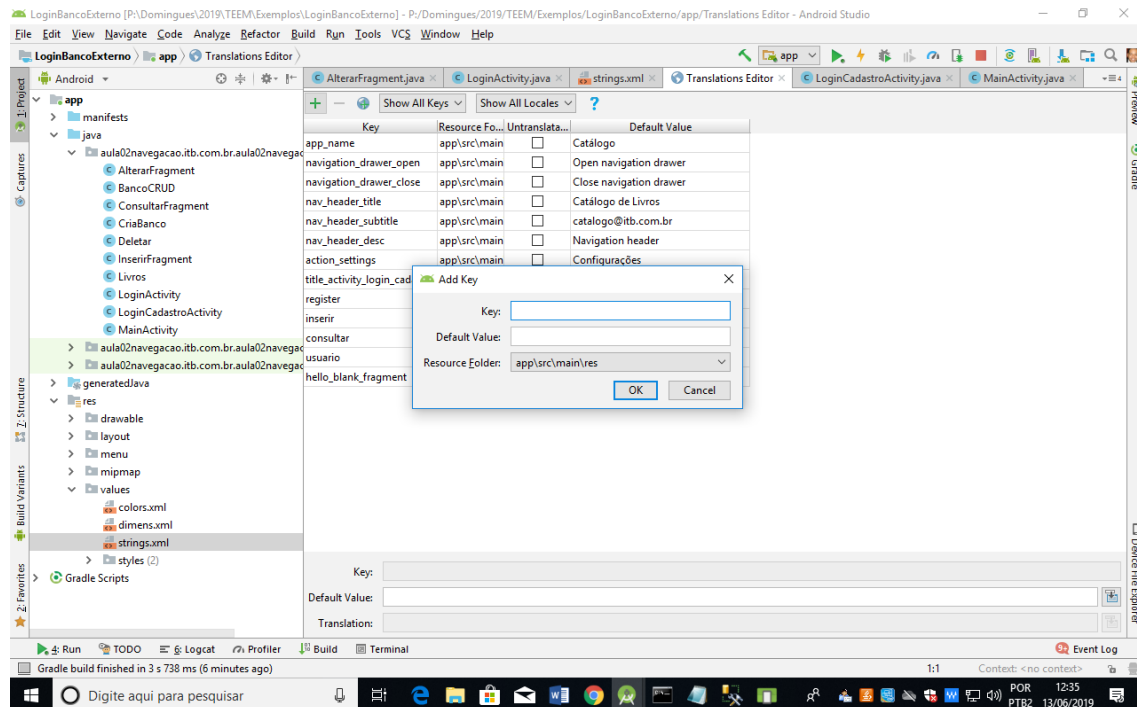 LoginBancoExterno [P:\Domingues\2019\TEEM\Exemplos\LoginBancoExterno] - P:/Domingues/2019/TEEM/Exemplos/LoginBancoExterno/app/Translations Editor - Android Studio
File Edit View Navigate Code Analyze Refactor Build Run Tools VCS Window Help
LoginBancoExterno app Translations Editor
app
Android
AlterarFragment.java LoginActivity.java strings.xml Translations Editor LoginCadastroActivity.java MainActivity.java
4
1: Project
Captures
Z: Structure
Build Variants
2: Favorites
app
manifests
java
aula02navegacao.itb.com.br.aula02navegac
AlterarFragment
BancoCRUD
ConsultarFragment
CriaBanco
Deletar
InserirFragment
Livros
LoginActivity
LoginCadastroActivity
MainActivity
aula02navegacao.itb.com.br.aula02navegac
aula02navegacao.itb.com.br.aula02navegac
generatedJava
res
drawable
layout
menu
mipmap
values
colors.xml
dimens.xml
strings.xml
styles (2)
Gradle Scripts
Show All Keys Show All Locales ?
Key Resource Fo... Untranslata... Default Value
app_name app\src\main Catálogo
navigation_drawer_open app\src\main Open navigation drawer
navigation_drawer_close app\src\main Close navigation drawer
nav_header_title app\src\main Catálogo de Livros
nav_header_subtitle app\src\main catalogo@itb.com.br
nav_header_desc app\src\main Navigation header
action_settings app\src\main Configurações
title_activity_login_cad
register
inserir
consultar
usuario
hello_blank_fragment
Add Key
Key:
Default Value:
Resource Folder: app\src\main\res
OK Cancel
Key:
Default Value:
Translation:
Preview
Gradle
Device File Explorer
4: Run TODO 6: Logcat Profiler Build Terminal
Event Log
Gradle build finished in 3 s 738 ms (6 minutes ago)
1:1 Context: <no context>
Digite aqui para pesquisar
POR
PTB2
12:35
13/06/2019